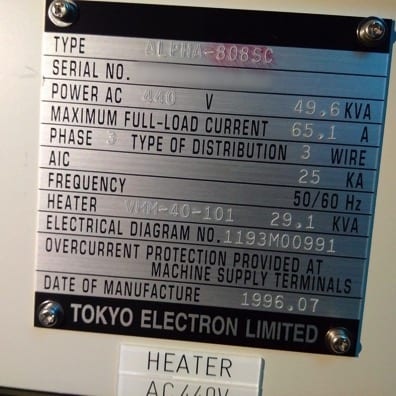 TYPE ALPHA-808SC
SERIAL NO.
POWER AC 440 V 49,6 KVA
MAXIMUM FULL-LOAD CURRENT 65,1 A
PHASE 3 TYPE OF DISTRIBUTION 3 WIRE
AIC 25 KA
FREQUENCY 50/60 Hz
HEATER VMM-40-101 29,1 KVA
ELECTRICAL DIAGRAM NO. 1193M00991
OVERCURRENT PROTECTION PROVIDED AT
MACHINE SUPPLY TERMINALS
DATE OF MANUFACTURE 1996.07
TOKYO ELECTRON LIMITED
HEATER
AC440V